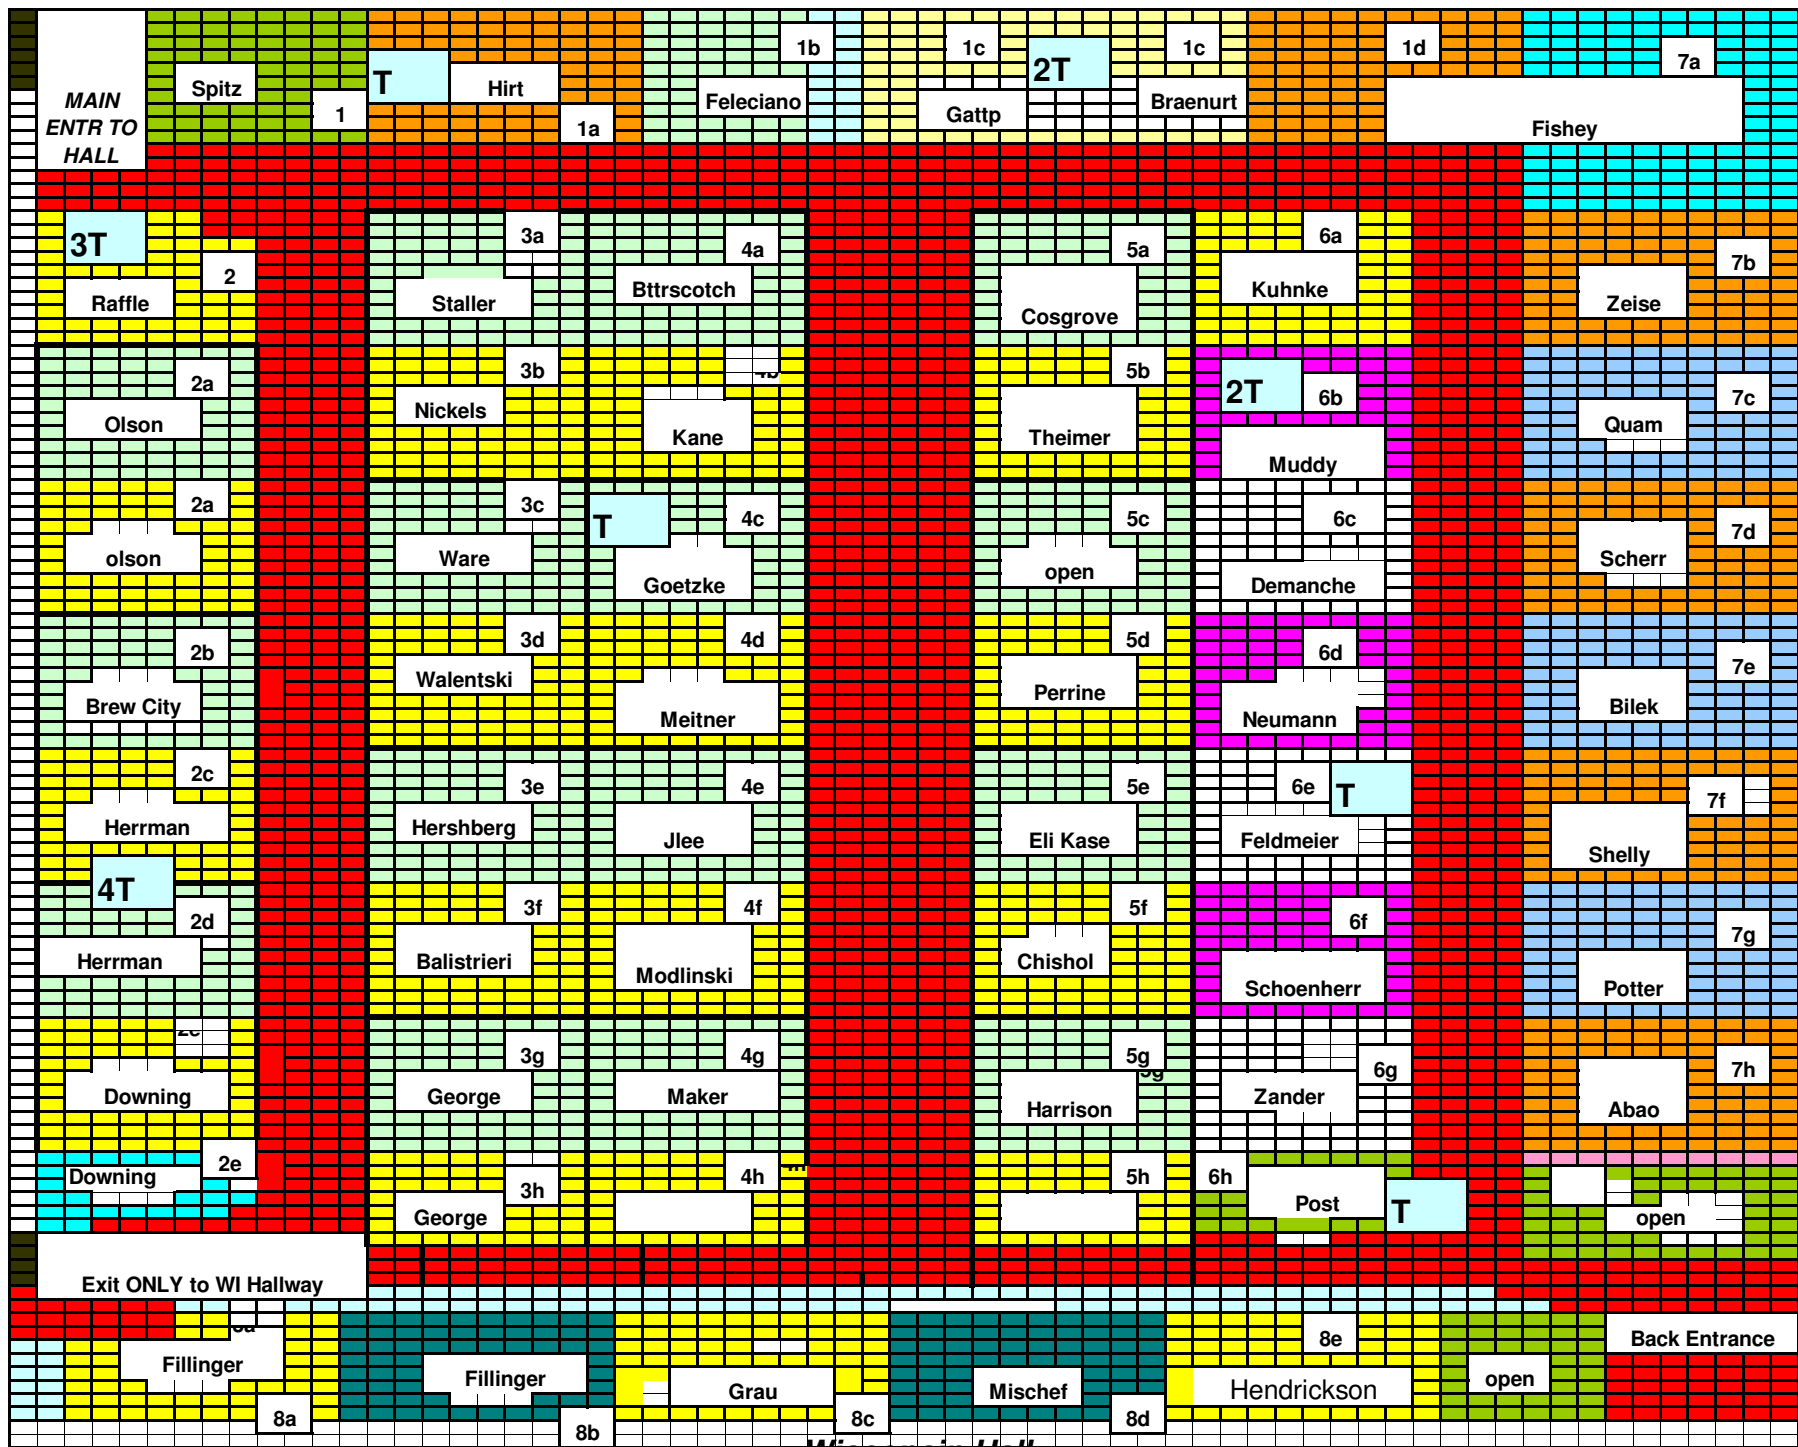 MAIN
ENTR TO
HALL
Spitz
1
T
Hirt
1a
1b
Feleciano
1c
Gattp
2T
1c
Braenurt
1d
Fishey
7a
3T
2
Raffle
3a
Staller
4a
Bttrscotch
5a
Cosgrove
6a
Kuhnke
7b
Zeise
2a
Olson
3b
Nickels
4b
Kane
5b
Theimer
2T
6b
Muddy
7c
Quam
2a
olson
3c
Ware
T
4c
Goetzke
5c
open
6c
Demanche
7d
Scherr
2b
Brew City
3d
Walentski
4d
Meitner
5d
Perrine
6d
Neumann
7e
Bilek
2c
Herrman
3e
Hershberg
4e
Jlee
5e
Eli Kase
6e
T
Feldmeier
7f
Shelly
4T
2d
Herrman
3f
Balistrieri
4f
Modlinski
5f
Chishol
6f
Schoenherr
7g
Potter
2e
Downing
3g
George
4g
Maker
5g
5g
Harrison
6g
Zander
7h
Abao
2e
Downing
3h
George
4h
4h
5h
6h
Post
T
open
Exit ONLY to WI Hallway
Fillinger
8a
Fillinger
8b
Grau
8c
Mischef
8d
8e
Hendrickson
open
Back Entrance
Wisconsin Hall